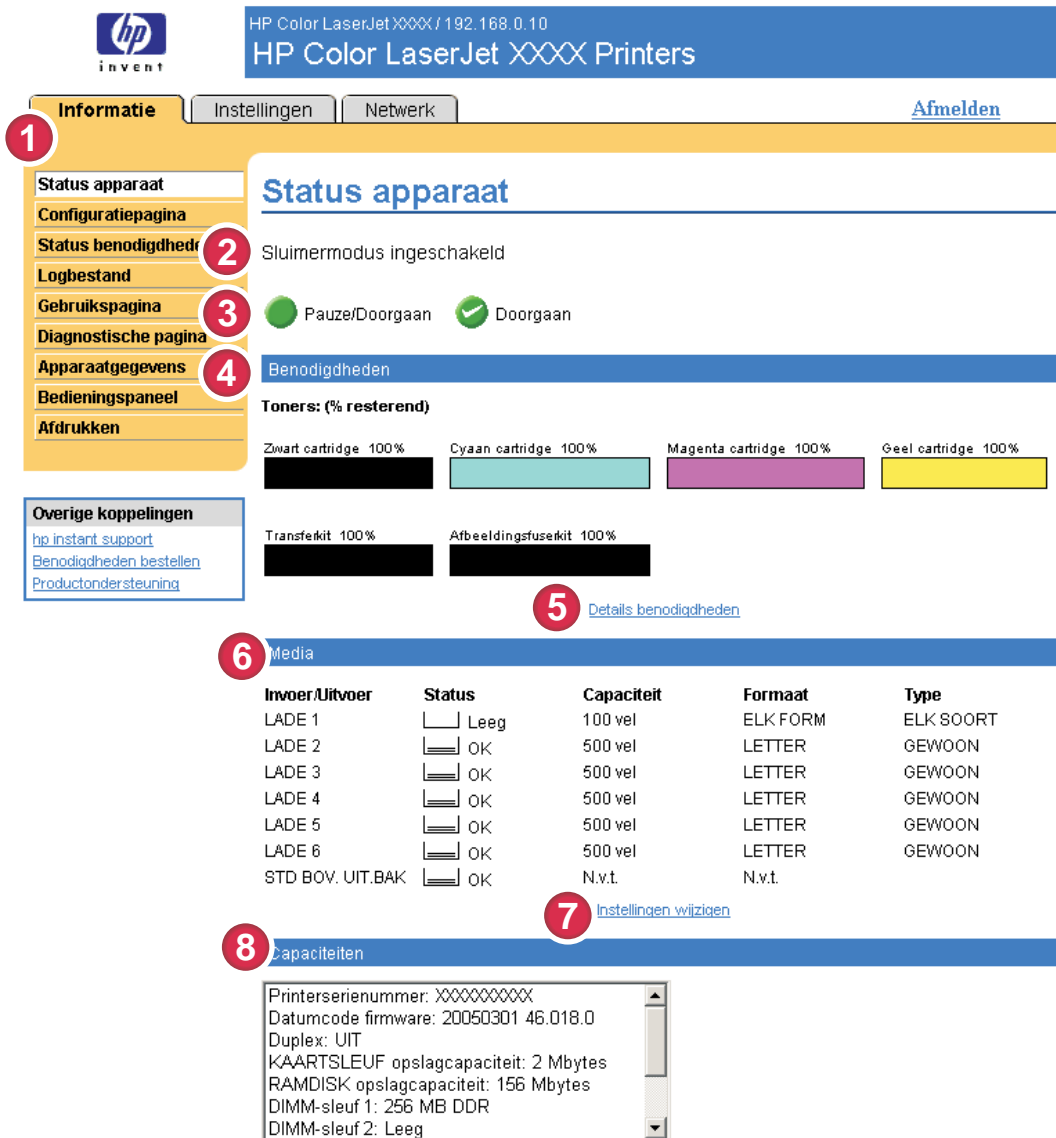 hp
invent
HP Color LaserJet XXXX / 192.168.0.10
HP Color LaserJet XXXX Printers
Informatie
Instellingen
Netwerk
Afmelden
1
Status apparaat
Configuratiepagina
Status benodigdhede
Logbestand
Gebruikspagina
Diagnostische pagina
Apparaatgegevens
Bedieningspaneel
Afdrukken
Overige koppelingen
hp instant support
Benodigdheden bestellen
Productondersteuning
Status apparaat
2
Sluimermodus ingeschakeld
3
Pauze/Doorgaan
Doorgaan
4
Benodigdheden
Toners: (% resterend)
Zwart cartridge 100%
Cyaan cartridge 100%
Magenta cartridge 100%
Geel cartridge 100%
Transferkit 100%
Afbeeldingsfuserkit 100%
5
Details benodigdheden
6
Media
Invoer/Uitvoer Status Capaciteit Formaat Type
LADE 1 Leeg 100 vel ELK FORM ELK SOORT
LADE 2 OK 500 vel LETTER GEWOON
LADE 3 OK 500 vel LETTER GEWOON
LADE 4 OK 500 vel LETTER GEWOON
LADE 5 OK 500 vel LETTER GEWOON
LADE 6 OK 500 vel LETTER GEWOON
STD BOV. UIT.BAK OK N.v.t. N.v.t.
7
Instellingen wijzigen
8
Capaciteiten
Printerserienummer: XXXXXXXXXX
Datumcode firmware: 20050301 46.018.0
Duplex: UIT
KAARTSLEUF opslagcapaciteit: 2 Mbytes
RAMDISK opslagcapaciteit: 156 Mbytes
DIMM-sleuf 1: 256 MB DDR
DIMM-sleuf 2: Leeg